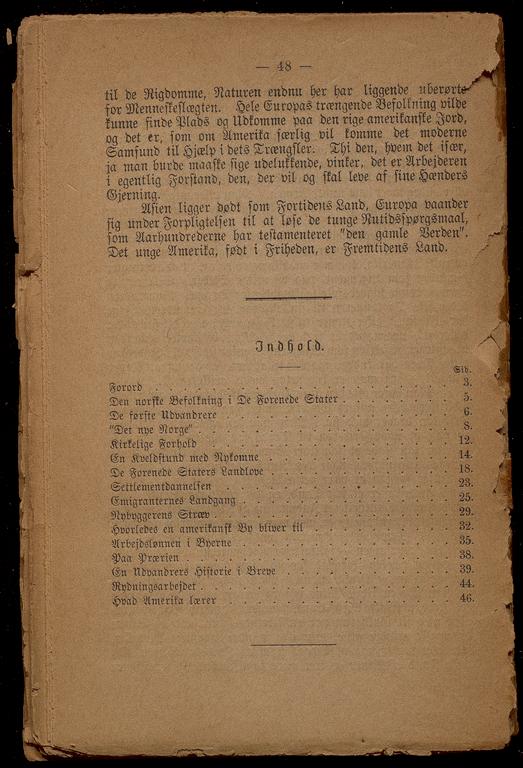 — 48 —
til de Rigdomme, Naturen endnu her har liggende uberørte
for Menneskeslægten. Hele Europas trængende Befolkning vilde
kunne finde Plads og Udkomme paa den rige amerikanske Jord,
og det er, som om Amerika særlig vil komme det moderne
Samfund til Hjælp i dets Trængsler. Thi den, hvem det især,
ja man burde maaske sige udelukkende, vinker, det er Arbejderen
i egentlig Forstand, den, der vil og skal leve af sine Hænders
Gjerning.
Asien ligger dødt som Fortidens Land, Europa vaander
sig under Forpligtelsen til at løse de tunge Nutidsspørgsmaal,
som Aarhundrederne har testamenteret "den gamle Verden".
Det unge Amerika, født i Friheden, er Fremtidens Land.
Indhold.
Sid.
Forord . . . . . . . . . . 3.
Den norske Befolkning i De Forenede Stater . . . . . . . . . . 5.
De første Udvandrere . . . . . . . . . . 6.
"Det nye Norge" . . . . . . . . . . 8.
Kirkelige Forhold . . . . . . . . . . 12.
En Kveldstund med Nykomne . . . . . . . . . . 14.
De Forenede Staters Landlove . . . . . . . . . . 18.
Settlementdannelsen . . . . . . . . . . 23.
Emigranternes Landgang . . . . . . . . . . 25.
Nybyggerens Stræv . . . . . . . . . . 29.
Hvorledes en amerikansk By bliver til . . . . . . . . . . 32.
Arbejdslønnen i Byerne . . . . . . . . . . 35.
Paa Prærien . . . . . . . . . . 38.
En Udvandrers Historie i Breve . . . . . . . . . . 39.
Rydningsarbejdet . . . . . . . . . . 44.
Hvad Amerika lærer . . . . . . . . . . 46.